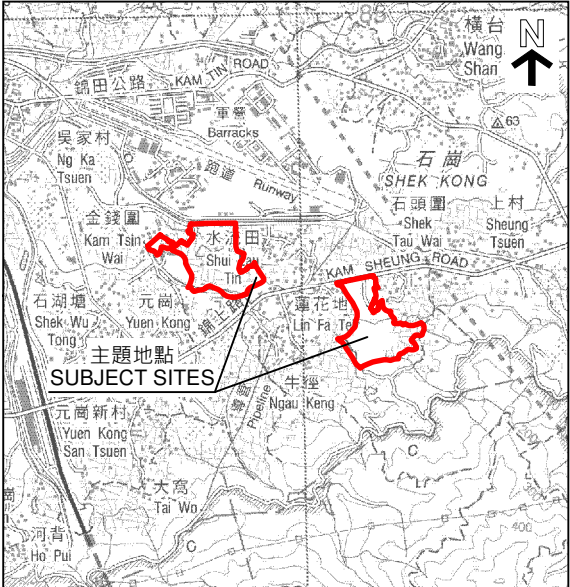 85
橫台
Wang
Shan
N
錦田公路
KAM TIN ROAD
軍營
Barracks
63
吳家村
Ng Ka
Tsuen
跑道
Runway
石崗
SHEK KONG
金錢圍
Kam Tsin
Wai
水流田
Shui
Tin
石頭圍
Shek
Tau Wai
上村
Sheung
Tsuen
KAM SHEUNG ROAD
石湖塘
Shek Wu
Tong
元崗
Yuen Kong
錦上路
蓮花地
Lin Fa Tei
主題地點
SUBJECT SITES
牛徑
Ngau Keng
Pipeline
元崗新村
Yuen Kong
San Tsuen
大窩
Tai Wo
C
400
河背
Ho Pui
C